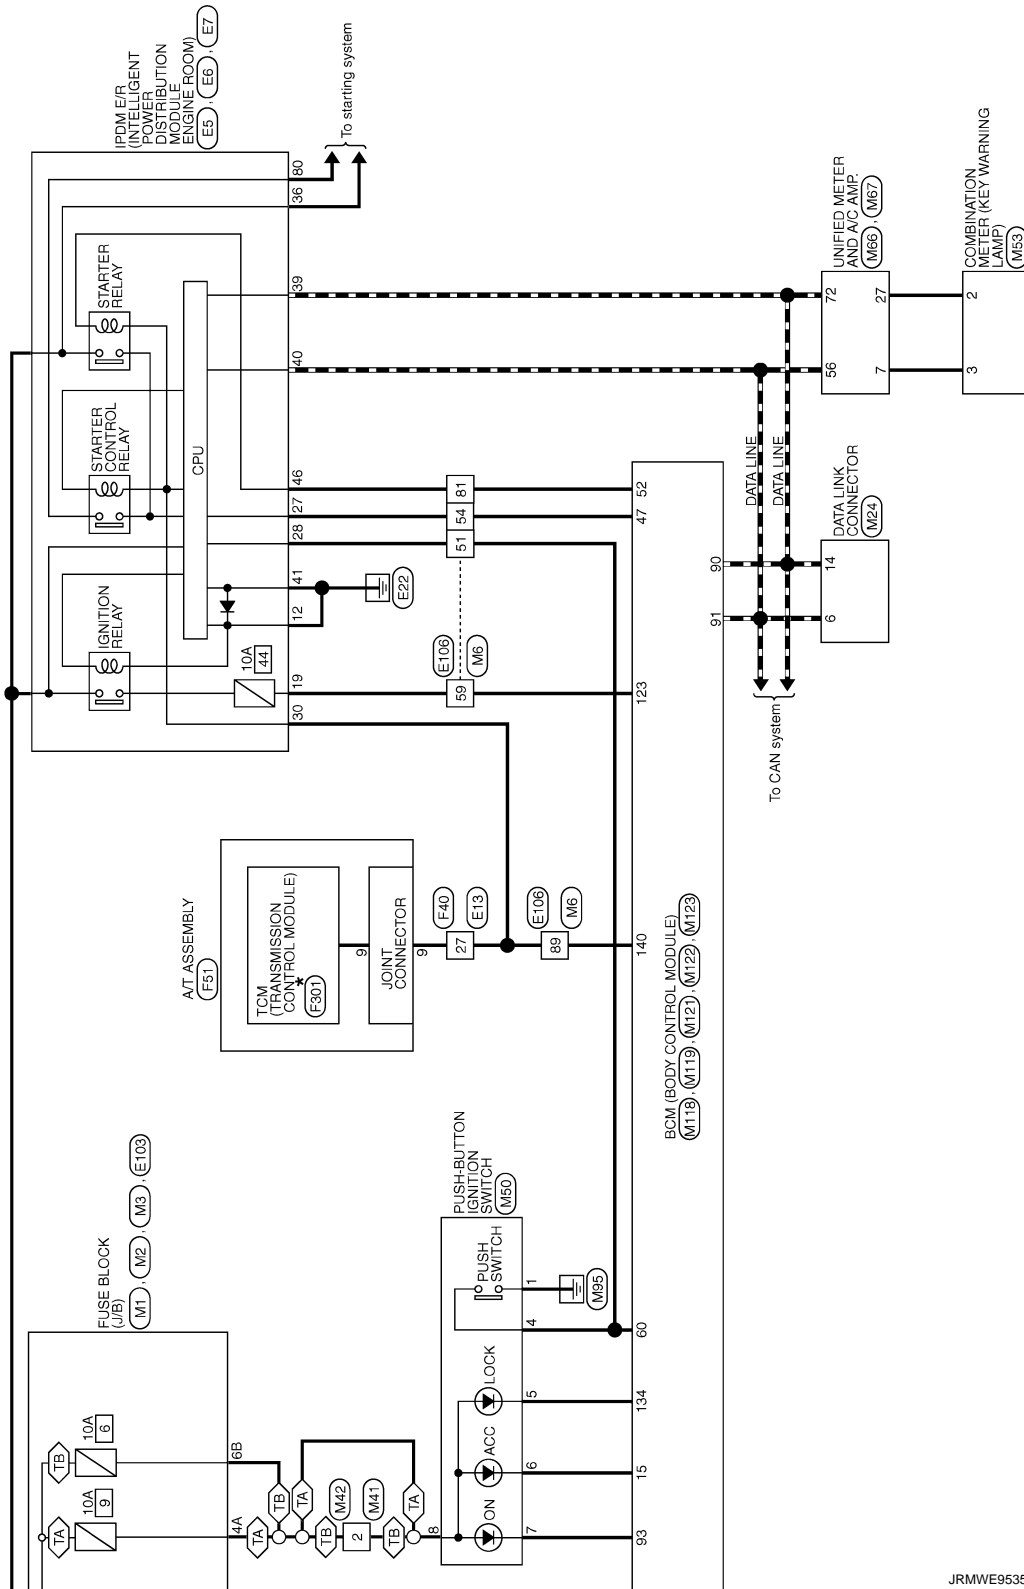 IPDM E/R
(INTELLIGENT
POWER
DISTRIBUTION
MODULE
ENGINE ROOM)
E5 , E6 , E7
To starting system
STARTER
RELAY
STARTER
CONTROL
RELAY
IGNITION
RELAY
CPU
10A
44
80
36
39
40
46
27
28
41
12
19
30
E22
81
54
51
59
E106
M6
52
47
123
140
90
91
DATA LINE
DATA LINE
To CAN system
UNIFIED METER
AND A/C AMP.
M66 , M67
72
56
27
7
COMBINATION
METER (KEY WARNING
LAMP)
M53
2
3
DATA LINK
CONNECTOR
M24
14
6
A/T ASSEMBLY
F51
TCM
(TRANSMISSION
CONTROL MODULE)
*
F301
9
JOINT
CONNECTOR
9
F40
27
E13
E106
89
M6
BCM (BODY CONTROL MODULE)
M118 , M119 , M121 , M122 , M123
PUSH-BUTTON
IGNITION
SWITCH
M50
PUSH
SWITCH
1
M95
4
60
LOCK
5
134
ACC
6
15
ON
7
93
8
FUSE BLOCK
(J/B)
M1 , M2 , M3 , E103
TB
10A
6
6B
TA
10A
9
4A
TA
TB
TA
TB
M42
2
M41
TB
TA
JRMWE9535